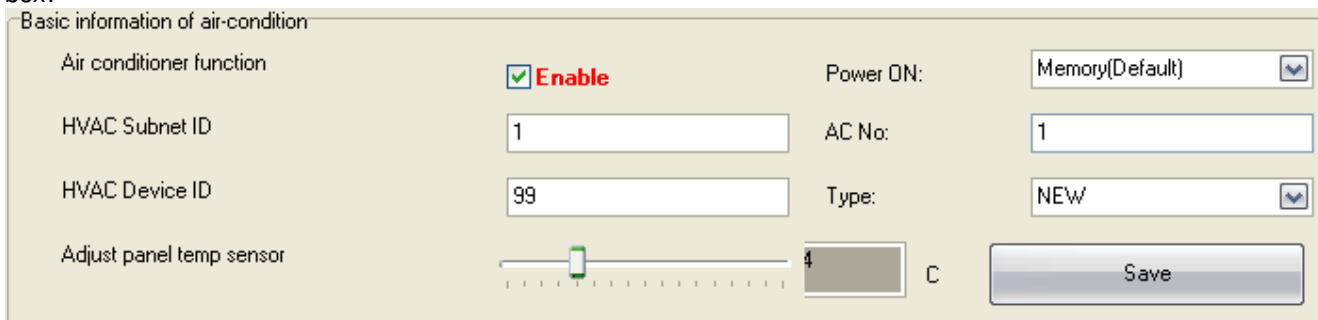 Basic information of air-condition
Air conditioner function
Enable
Power ON:
Memory(Default)
HVAC Subnet ID
1
AC No:
1
HVAC Device ID
99
Type:
NEW
Adjust panel temp sensor
4
C
Save